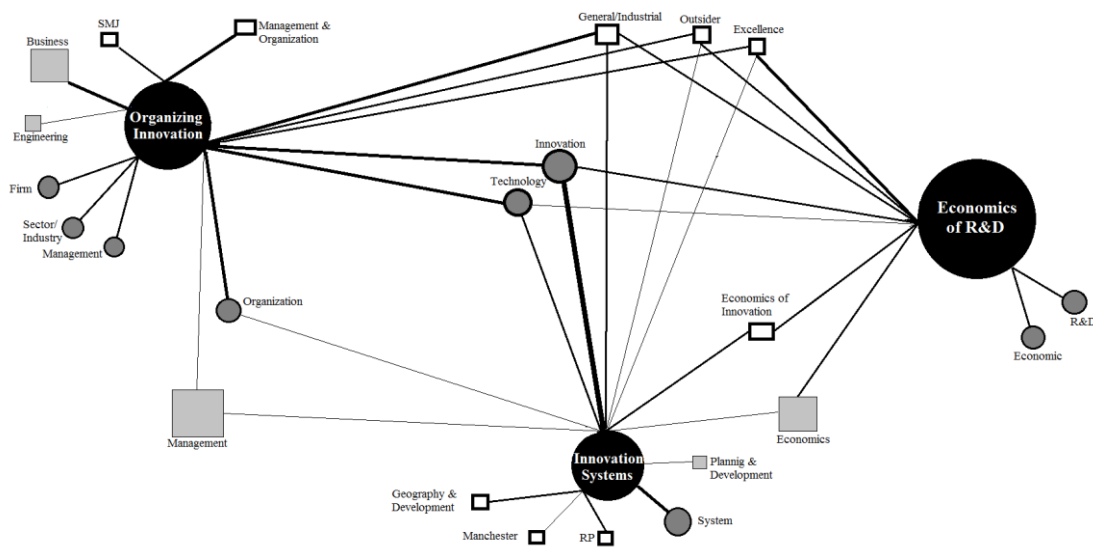 General/Industrial
Outsider
SMJ
Management &
Organization
Business
Excellence
Organizing
Innovation
Engineering
Innovation
Technology
Firm
Economics
of R&D
Sector/
Industry
Management
Organization
Economics of
Innovation
R&D
Economic
Management
Economics
Innovation
Systems
Plannig &
Development
Geography &
Development
System
Manchester
RP